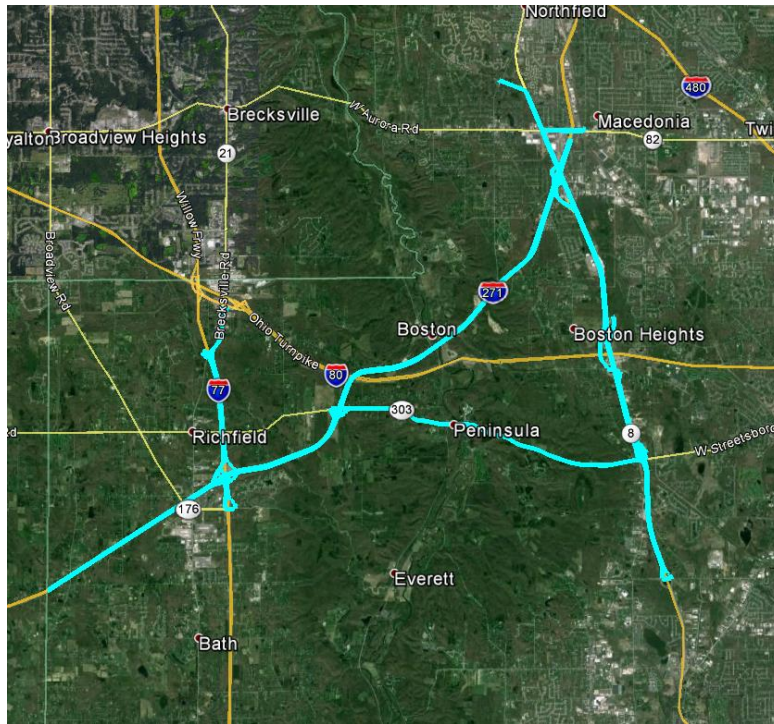 Northfield
480
Brecksville
W Aurora Rd
Macedonia
yalton
Broadview Heights
82
Twi
21
Willow Frwy
Broadview Rd
Brecksville Rd
271
Ohio Turnpike
Boston
Boston Heights
80
77
303
Rd
Richfield
Peninsula
8
W Streetsboro
176
Everett
Bath